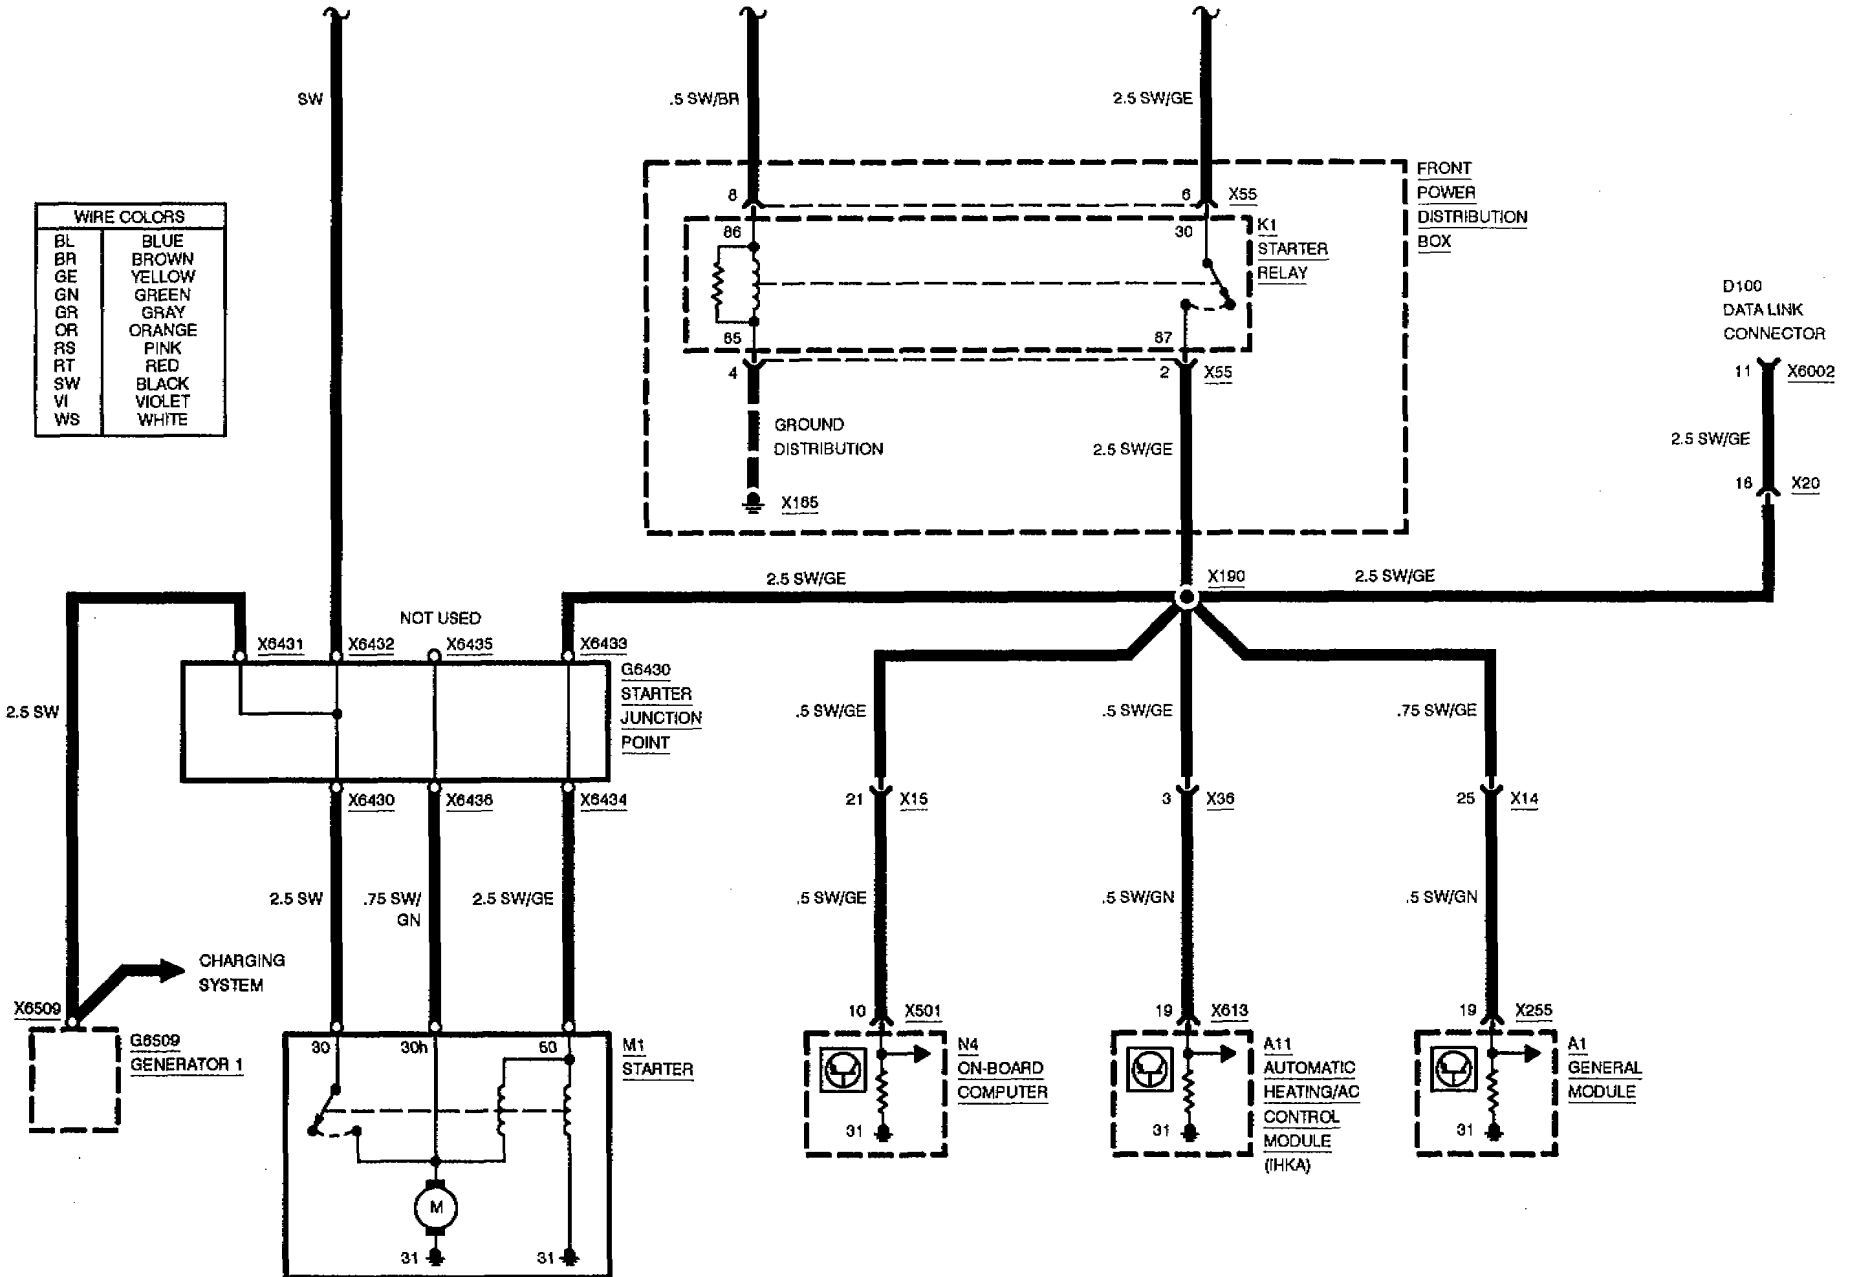 SW
.5 SW/BR
2.5 SW/GE
FRONT
POWER
DISTRIBUTION
BOX
8
6
X55
WIRE COLORS
BL BLUE
BR BROWN
GE YELLOW
GN GREEN
GR GRAY
OR ORANGE
RS PINK
RT RED
SW BLACK
VI VIOLET
WS WHITE
86
30
K1
STARTER
RELAY
85
87
4
2
X55
GROUND
DISTRIBUTION
2.5 SW/GE
X165
D100
DATA LINK
CONNECTOR
11
X6002
2.5 SW/GE
16
X20
2.5 SW/GE
X190
2.5 SW/GE
NOT USED
X6431
X6432
X6435
X6433
G6430
STARTER
JUNCTION
POINT
2.5 SW
.5 SW/GE
.5 SW/GE
.75 SW/GE
X6430
X6436
X6434
21
X15
3
X36
25
X14
2.5 SW
.75 SW/
GN
2.5 SW/GE
.5 SW/GE
.5 SW/GN
.5 SW/GN
CHARGING
SYSTEM
X6509
G6509
GENERATOR 1
30
30h
50
M1
STARTER
M
31
31
10
X501
N4
ON-BOARD
COMPUTER
31
19
X613
A11
AUTOMATIC
HEATING/AC
CONTROL
MODULE
(IHKA)
31
19
X255
A1
GENERAL
MODULE
31